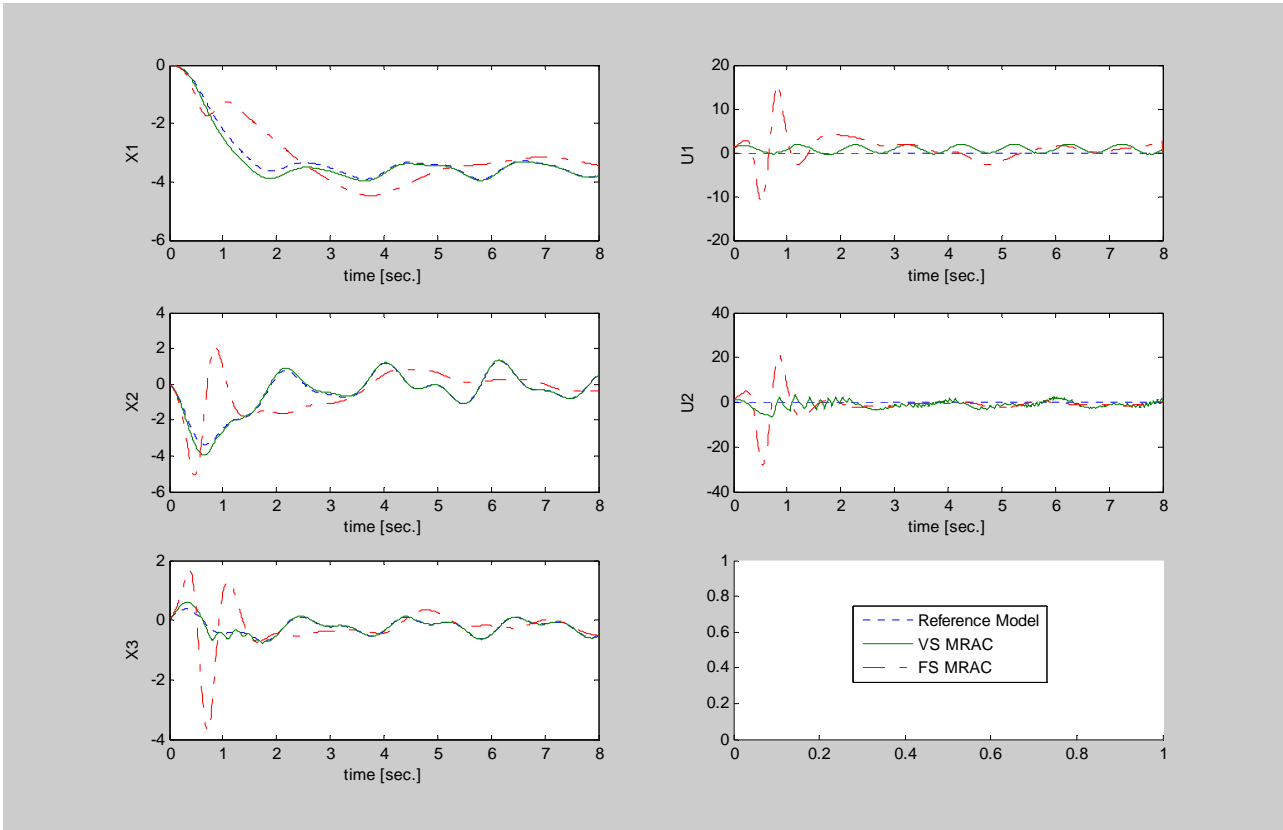 0
-2
-4
-6
X1
0 1 2 3 4 5 6 7 8
time [sec.]
20
10
0
-10
-20
U1
0 1 2 3 4 5 6 7 8
time [sec.]
4
2
0
-2
-4
-6
X2
0 1 2 3 4 5 6 7 8
time [sec.]
40
20
0
-20
-40
U2
0 1 2 3 4 5 6 7 8
time [sec.]
2
0
-2
-4
X3
0 1 2 3 4 5 6 7 8
time [sec.]
1
0.8
0.6
0.4
0.2
0
0 0.2 0.4 0.6 0.8 1
Reference Model
VS MRAC
FS MRAC